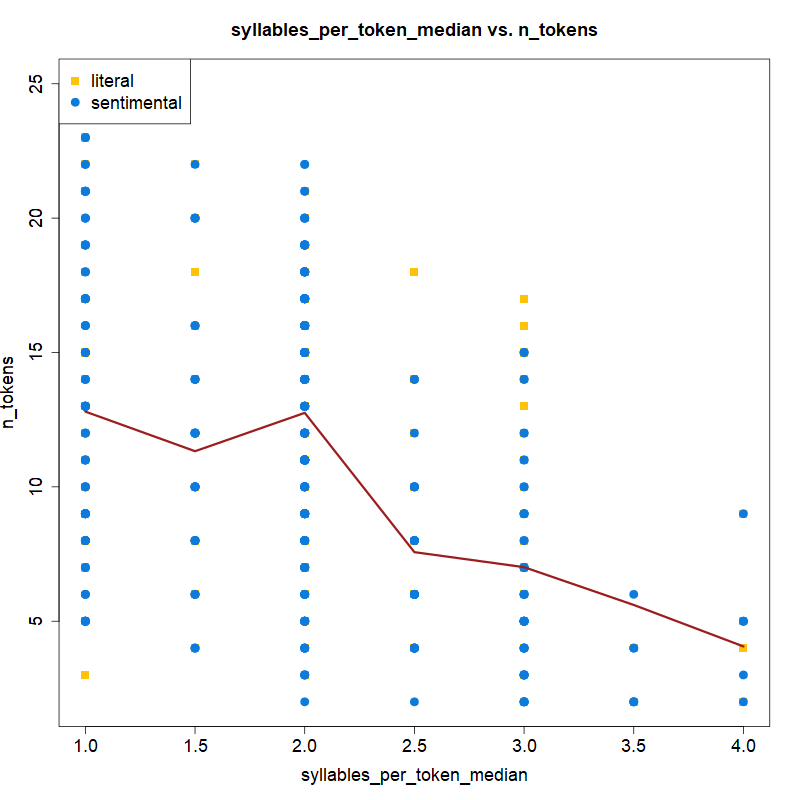 syllables_per_token_median vs. n_tokens
literal
sentimental
n_tokens
25
20
15
10
5
1.0 1.5 2.0 2.5 3.0 3.5 4.0
syllables_per_token_median